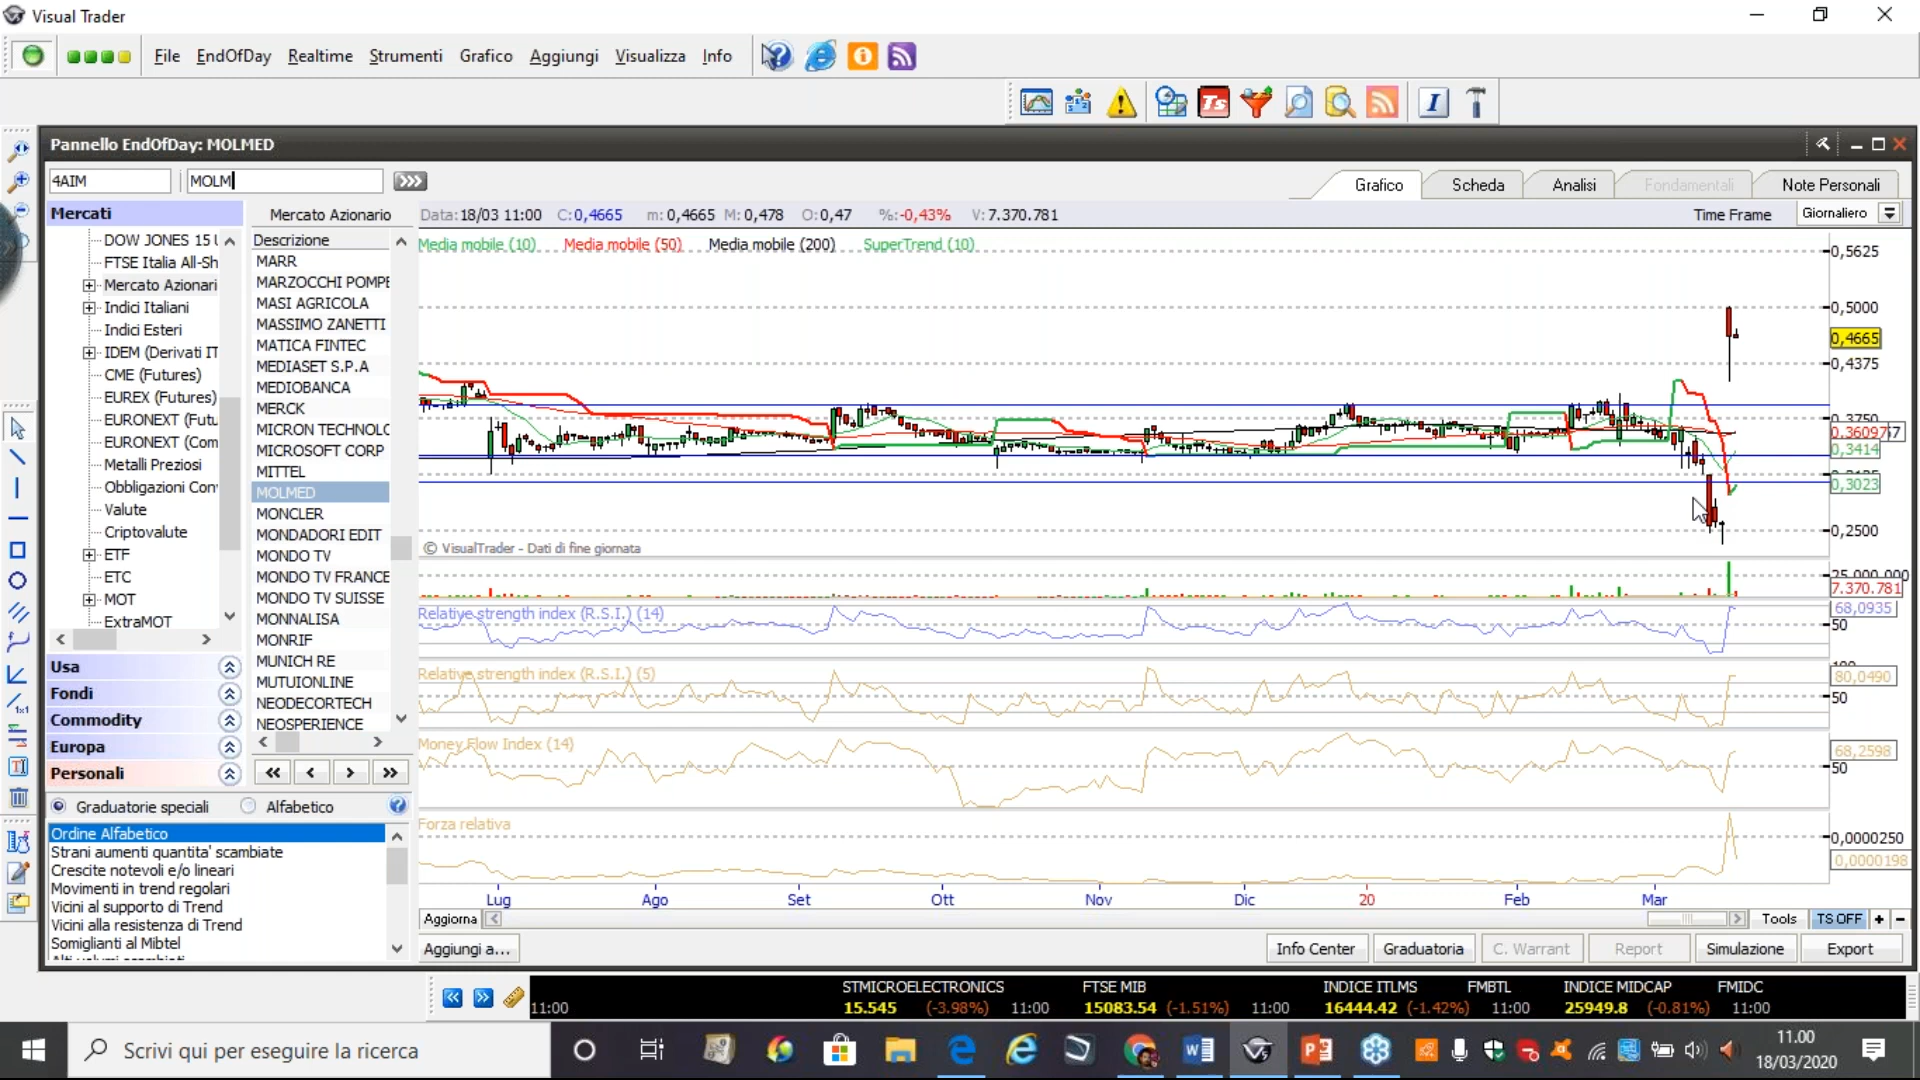 Visual Trader
File EndOfDay Realtime Strumenti Grafico Aggiungi Visualizza Info
Pannello EndOfDay: MOLMED
4AIM MOLM
Grafico Scheda Analisi Fondamentali Note Personali
Mercati
Mercato Azionario
Data:18/03 11:00 C:0,4665 m:0,4665 M:0,478 O:0,47 %:-0,43% V:7.370.781
Time Frame Giornaliero
DOW JONES 15
FTSE Italia All-Sh
Mercato Azionari
Indici Italiani
Indici Esteri
IDEM (Derivati IT
CME (Futures)
EUREX (Futures)
EURONEXT (Futu
EURONEXT (Com
Metalli Preziosi
Obbligazioni Con
Valute
Criptovalute
ETF
ETC
MOT
ExtraMOT
Usa
Fondi
Commodity
Europa
Personali
Descrizione
MARR
MARZOCCHI POMPE
MASI AGRICOLA
MASSIMO ZANETTI
MATICA FINTEC
MEDIASET S.P.A
MEDIOBANCA
MERCK
MICRON TECHNOLO
MICROSOFT CORP
MITTEL
MOLMED
MONCLER
MONDADORI EDIT
MONDO TV
MONDO TV FRANCE
MONDO TV SUISSE
MONNALISA
MONRIF
MUNICH RE
MUTUIONLINE
NEODECORTECH
NEOSPERIENCE
Graduatorie speciali Alfabetico
Ordine Alfabetico
Strani aumenti quantita' scambiate
Crescite notevoli e/o lineari
Movimenti in trend regolari
Vicini al supporto di Trend
Vicini alla resistenza di Trend
Somiglianti al Mibtel
Media mobile (10) Media mobile (50) Media mobile (200) SuperTrend (10)
0,5625
0,5000
0,4665
0,4375
0,3750
0,3414
0,3023
0,2500
© VisualTrader - Dati di fine giornata
25.000.000
7.370.781
Relative strength index (R.S.I.) (14)
68,0935
50
Relative strength index (R.S.I.) (5)
80,0490
50
Money Flow Index (14)
68,2598
50
Forza relativa
0,0000250
0,0000198
Lug Ago Set Ott Nov Dic 20 Feb Mar
Aggiorna Tools TS OFF
Aggiungi a... Info Center Graduatoria C. Warrant Report Simulazione Export
STMICROELECTRONICS FTSE MIB INDICE ITLMS FMBTL INDICE MIDCAP FMIDC
11:00 15.545 (-3.98%) 11:00 15083.54 (-1.51%) 11:00 16444.42 (-1.42%) 11:00 25949.8 (-0.81%) 11:00
Scrivi qui per eseguire la ricerca
11.00
18/03/2020